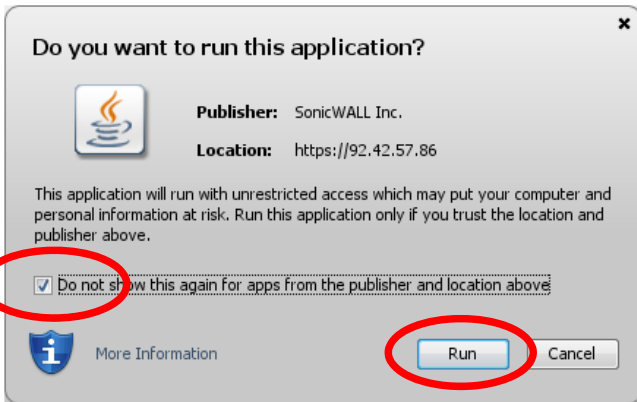 Do you want to run this application?
Publisher: SonicWALL Inc.
Location: https://92.42.57.86
This application will run with unrestricted access which may put your computer and
personal information at risk. Run this application only if you trust the location and
publisher above.
Do not show this again for apps from the publisher and location above
More Information
Run
Cancel